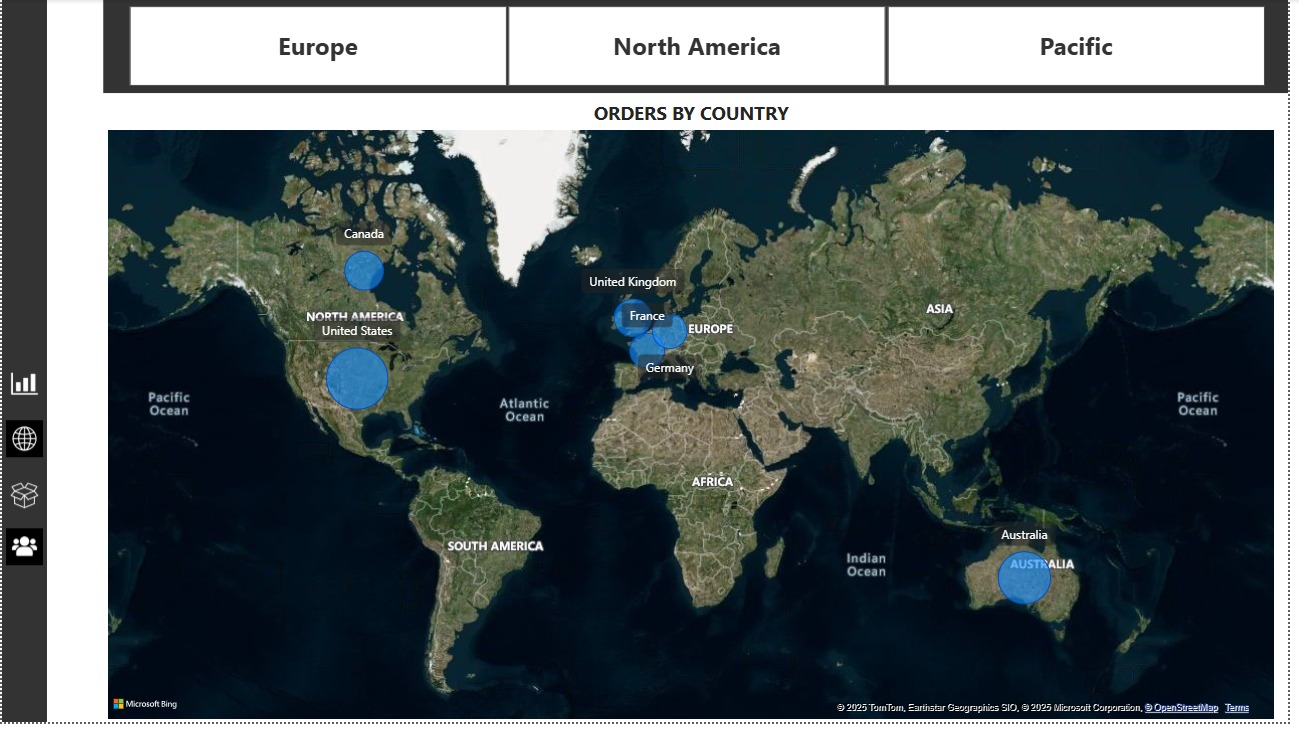 Europe
North America
Pacific
ORDERS BY COUNTRY
Canada
NORTH AMERICA
United States
United Kingdom
France
EUROPE
Germany
ASIA
Pacific
Ocean
Atlantic
Ocean
Pacific
Ocean
AFRICA
SOUTH AMERICA
Indian
Ocean
Australia
AUSTRALIA
Microsoft Bing
© 2025 TomTom, Earthstar Geographics SIO, © 2025 Microsoft Corporation, © OpenStreetMap Terms